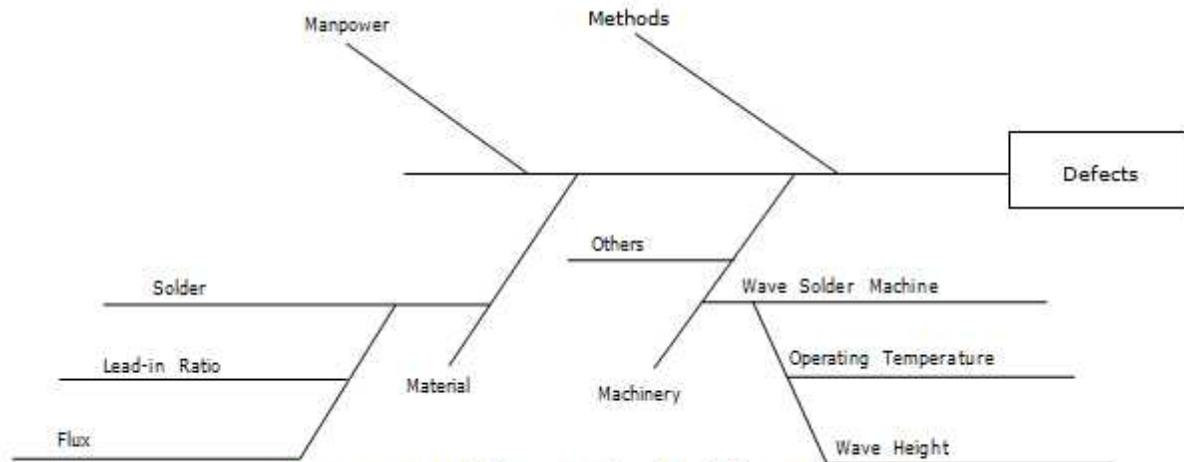 Manpower
Methods
Defects
Others
Solder
Wave Solder Machine
Lead-in Ratio
Operating Temperature
Material
Machinery
Flux
Wave Height